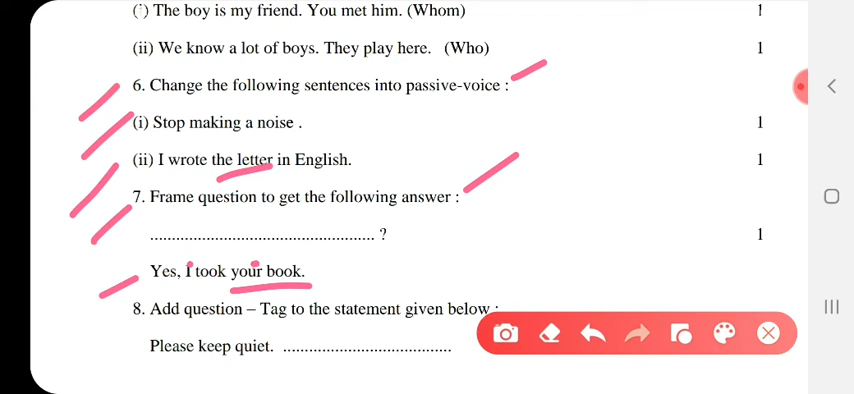 (i) The boy is my friend. You met him. (Whom) 1
(ii) We know a lot of boys. They play here. (Who) 1
6. Change the following sentences into passive-voice :
(i) Stop making a noise . 1
(ii) I wrote the letter in English. 1
7. Frame question to get the following answer :
.................................................... ? 1
Yes, I took your book.
8. Add question – Tag to the statement given below :
Please keep quiet. .......................................